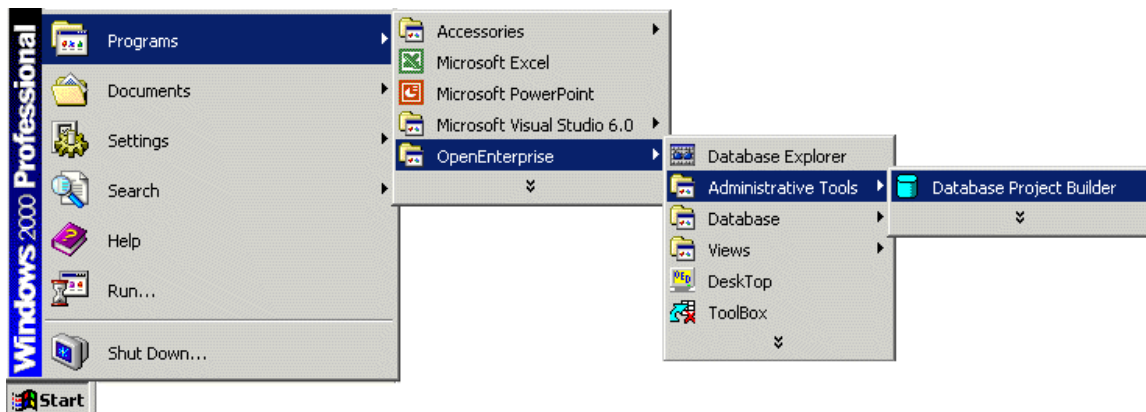 Windows 2000 Professional
Programs
Documents
Settings
Search
Help
Run...
Shut Down...
Start
Accessories
Microsoft Excel
Microsoft PowerPoint
Microsoft Visual Studio 6.0
OpenEnterprise
Database Explorer
Administrative Tools
Database
Views
DeskTop
ToolBox
Database Project Builder